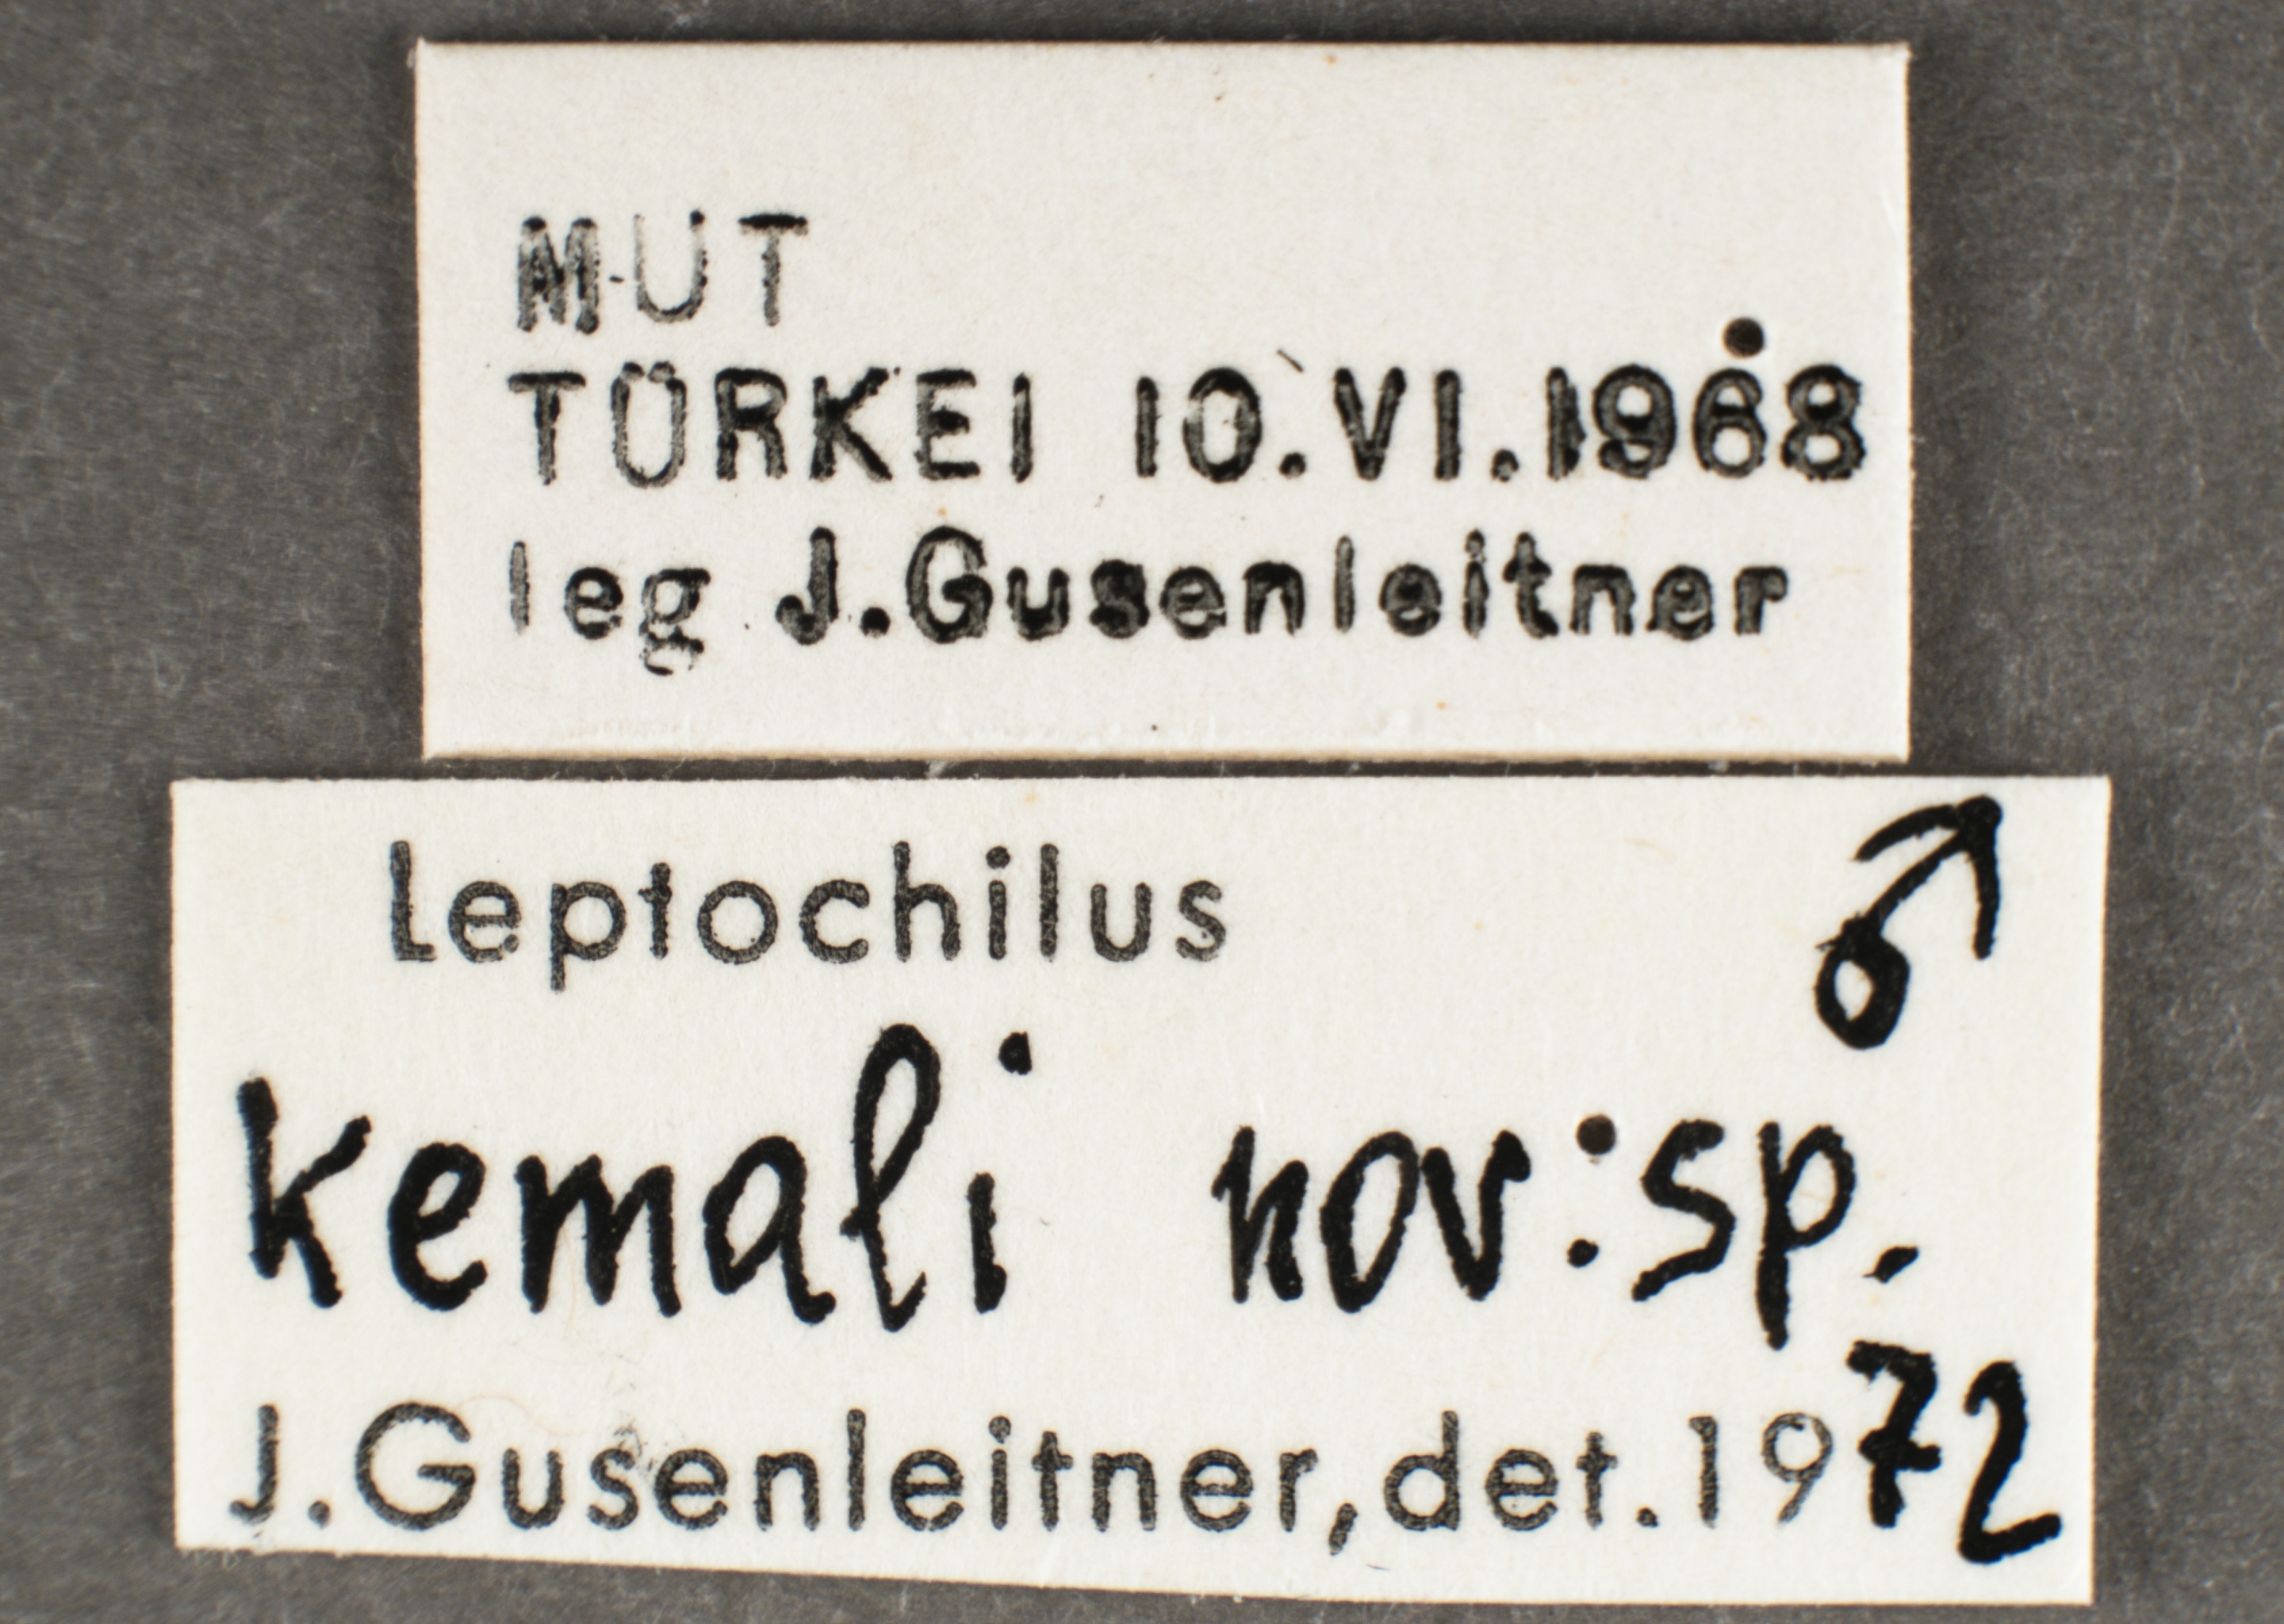 MUT
TÜRKEI 10.VI.1968
leg J.Gusenleitner
Leptochilus ♂
kemali nov. sp.
J.Gusenleitner, det. 1972